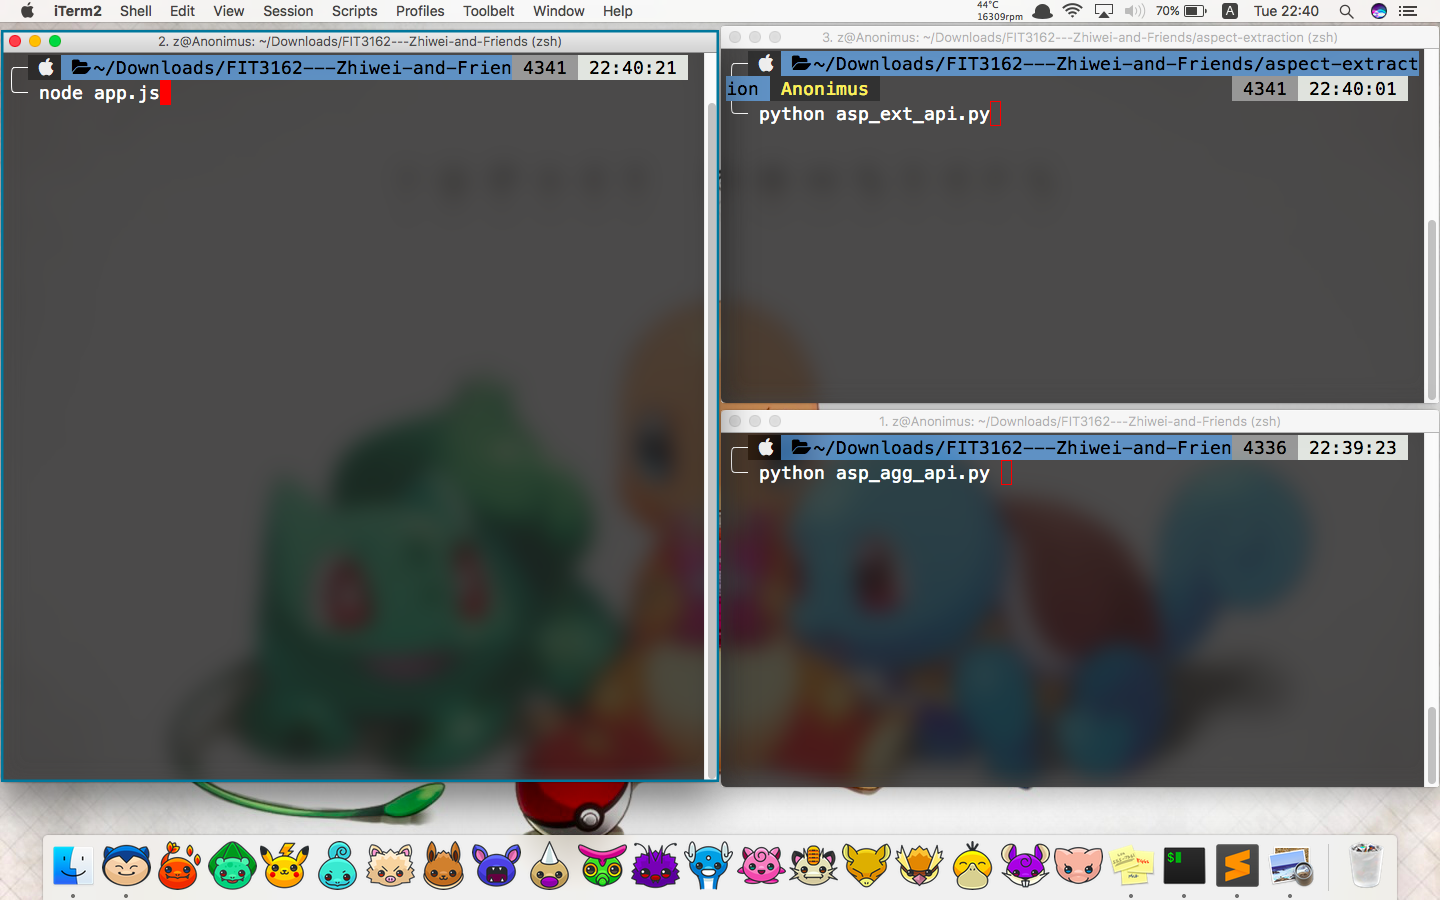 iTerm2 Shell Edit View Session Scripts Profiles Toolbelt Window Help 44°C 16309rpm 70% A Tue 22:40
2. z@Anonimus: ~/Downloads/FIT3162---Zhiwei-and-Friends (zsh)
~/Downloads/FIT3162---Zhiwei-and-Frien 4341 22:40:21
node app.js
3. z@Anonimus: ~/Downloads/FIT3162---Zhiwei-and-Friends/aspect-extraction (zsh)
~/Downloads/FIT3162---Zhiwei-and-Friends/aspect-extract
ion Anonimus 4341 22:40:01
python asp_ext_api.py
1. z@Anonimus: ~/Downloads/FIT3162---Zhiwei-and-Friends (zsh)
~/Downloads/FIT3162---Zhiwei-and-Frien 4336 22:39:23
python asp_agg_api.py
$